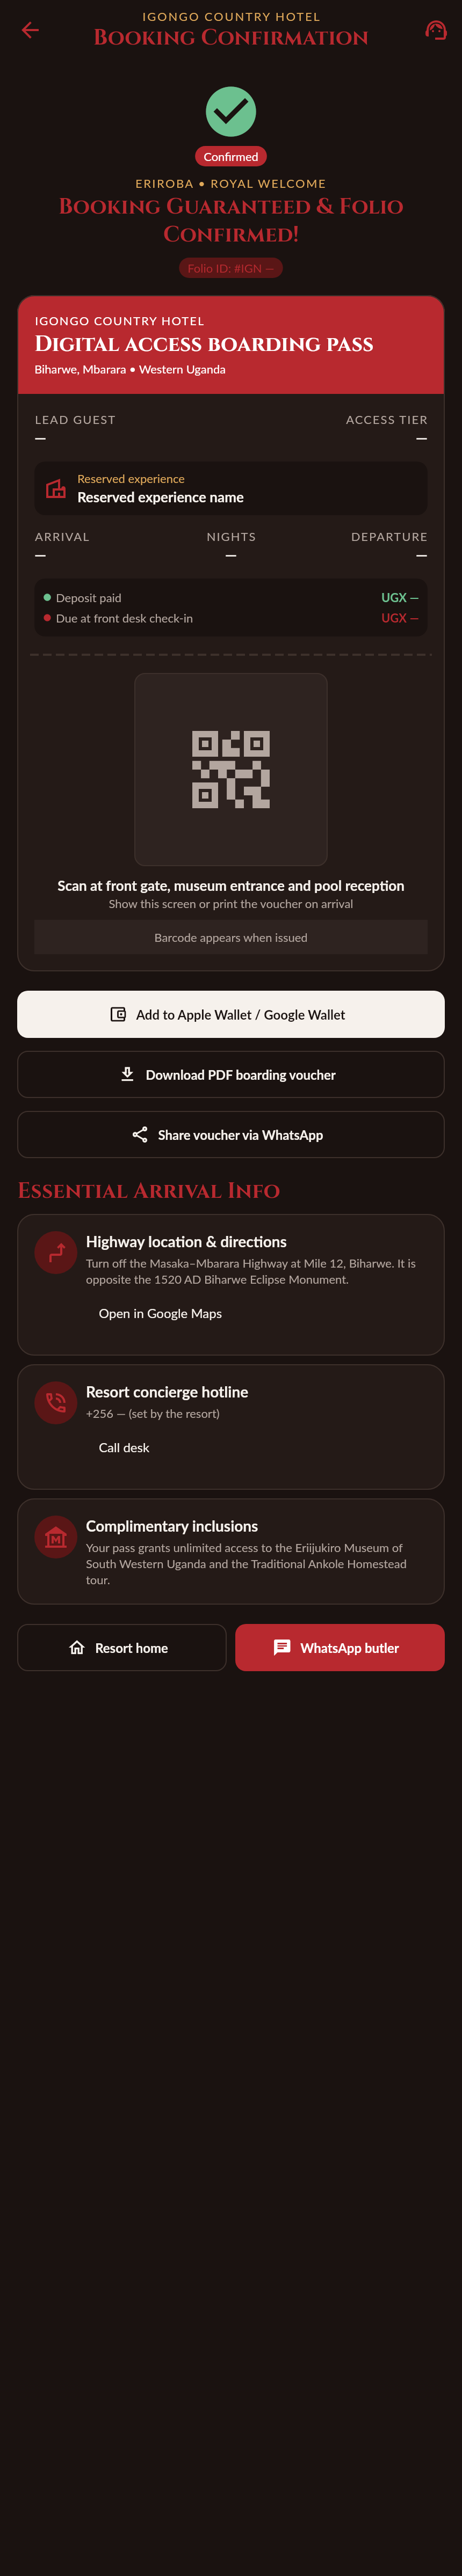 IGONGO COUNTRY HOTEL
Booking Confirmation
Confirmed
ERIROBA • ROYAL WELCOME
Booking Guaranteed & Folio
Confirmed!
Folio ID: #IGN —
IGONGO COUNTRY HOTEL
Digital access boarding pass
Biharwe, Mbarara • Western Uganda
LEAD GUEST ACCESS TIER
— —
Reserved experience
Reserved experience name
ARRIVAL NIGHTS DEPARTURE
— — —
Deposit paid UGX —
Due at front desk check-in UGX —
Scan at front gate, museum entrance and pool reception
Show this screen or print the voucher on arrival
Barcode appears when issued
Add to Apple Wallet / Google Wallet
Download PDF boarding voucher
Share voucher via WhatsApp
Essential Arrival Info
Highway location & directions
Turn off the Masaka–Mbarara Highway at Mile 12, Biharwe. It is
opposite the 1520 AD Biharwe Eclipse Monument.
Open in Google Maps
Resort concierge hotline
+256 — (set by the resort)
Call desk
Complimentary inclusions
Your pass grants unlimited access to the Eriijukiro Museum of
South Western Uganda and the Traditional Ankole Homestead
tour.
Resort home WhatsApp butler